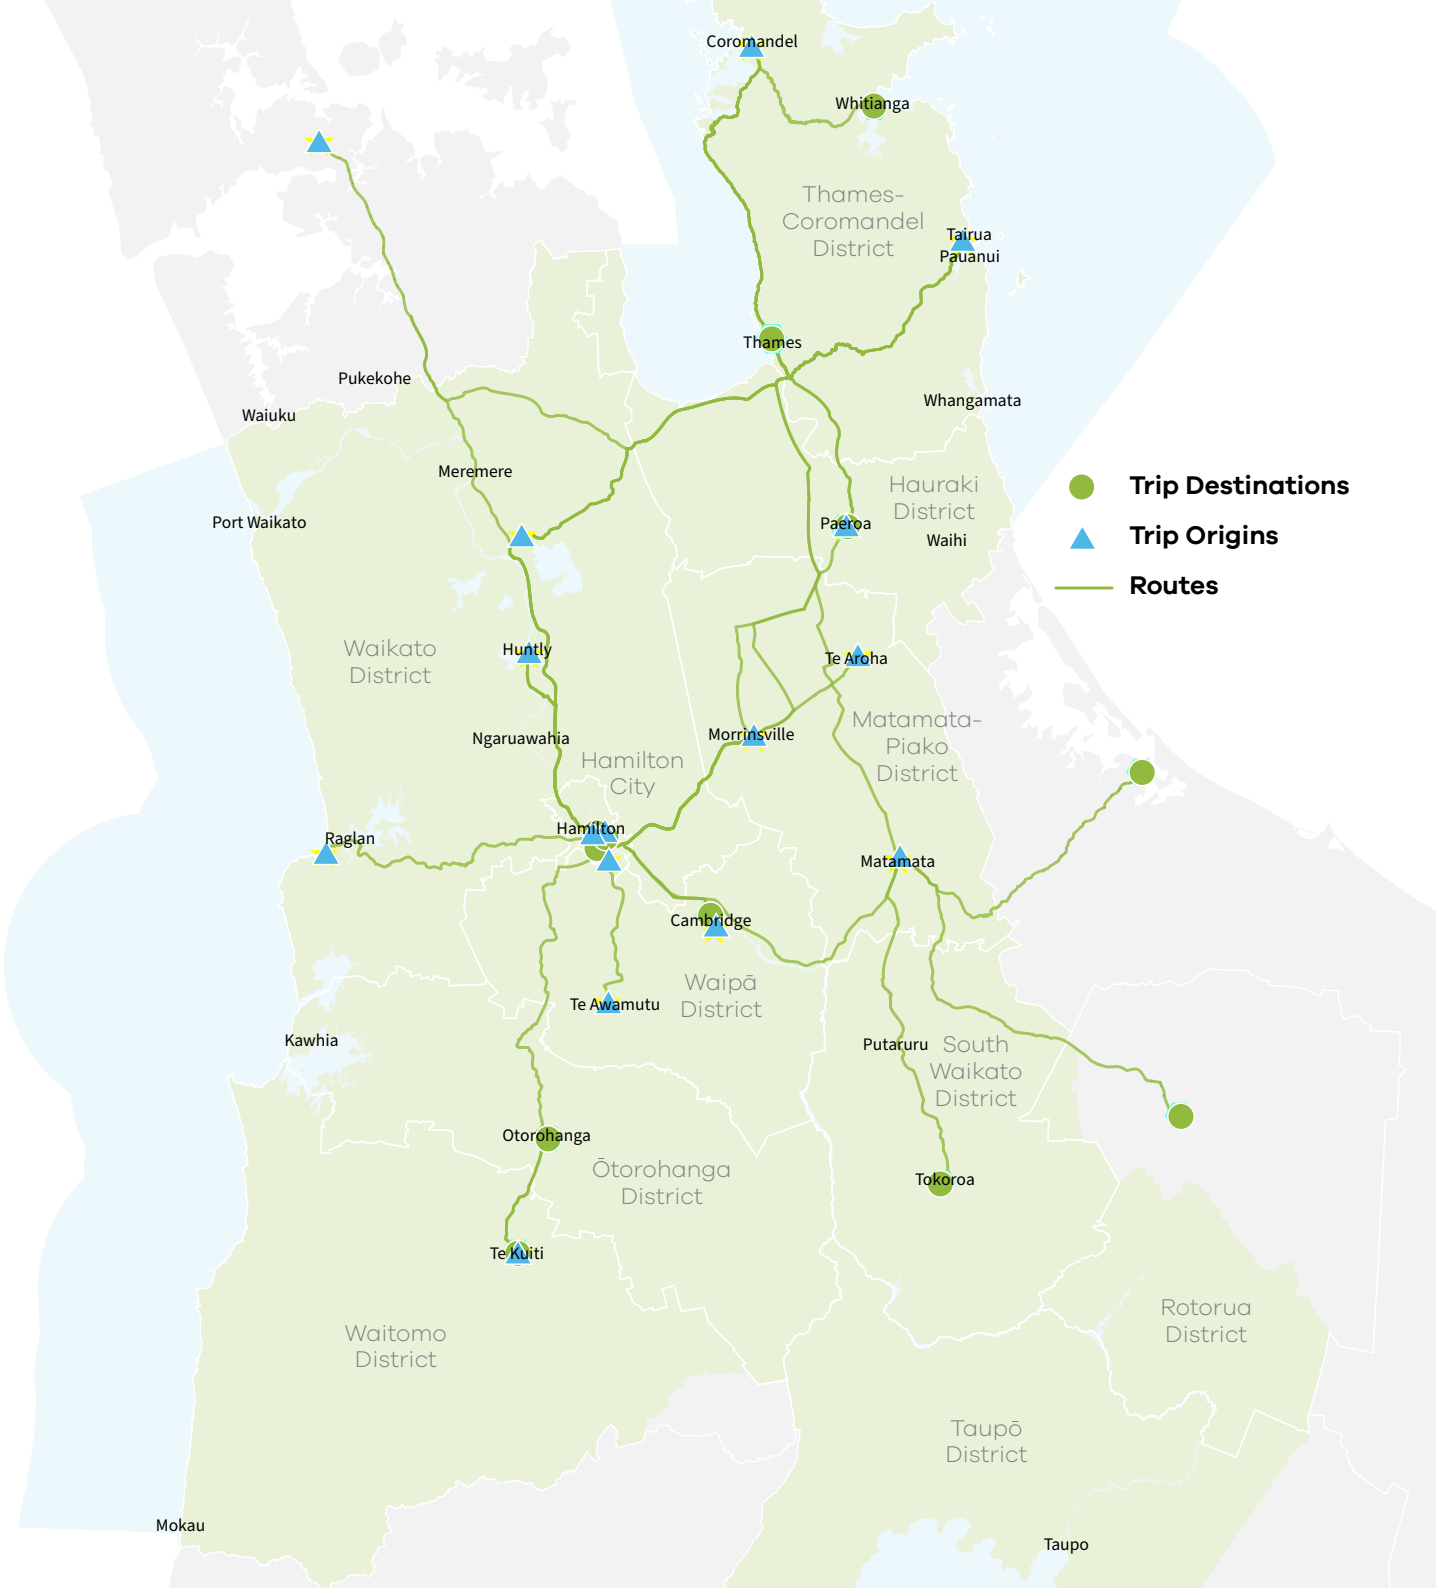 Coromandel
Whitianga
Thames-
Coromandel
District
Tairua
Pauanui
Thames
Pukekohe
Waiuku
Whangamata
Meremere
Hauraki
District
Port Waikato
Paeroa
Waihi
Trip Destinations
Trip Origins
Routes
Waikato
District
Huntly
Te Aroha
Ngaruawahia
Morrinsville
Matamata-
Piako
District
Hamilton
City
Hamilton
Raglan
Matamata
Cambridge
Waipā
District
Te Awamutu
Kawhia
Putaruru
South
Waikato
District
Otorohanga
Ōtorohanga
District
Tokoroa
Te Kuiti
Waitomo
District
Rotorua
District
Taupō
District
Mokau
Taupo